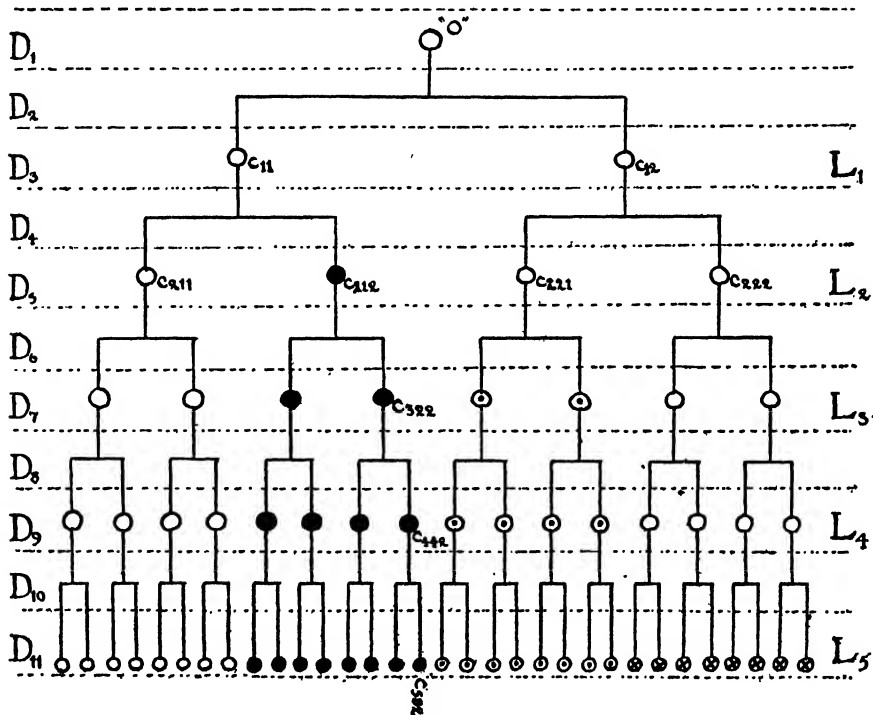 D₁ "O"
D₂
D₃ C₁₁ C₁₂ L₁
D₄
D₅ C₂₁₁ C₂₁₂ C₂₂₁ C₂₂₂ L₂
D₆
D₇ C₃₂₂ L₃
D₈
D₉ C₄₄₂ L₄
D₁₀
D₁₁ L₅